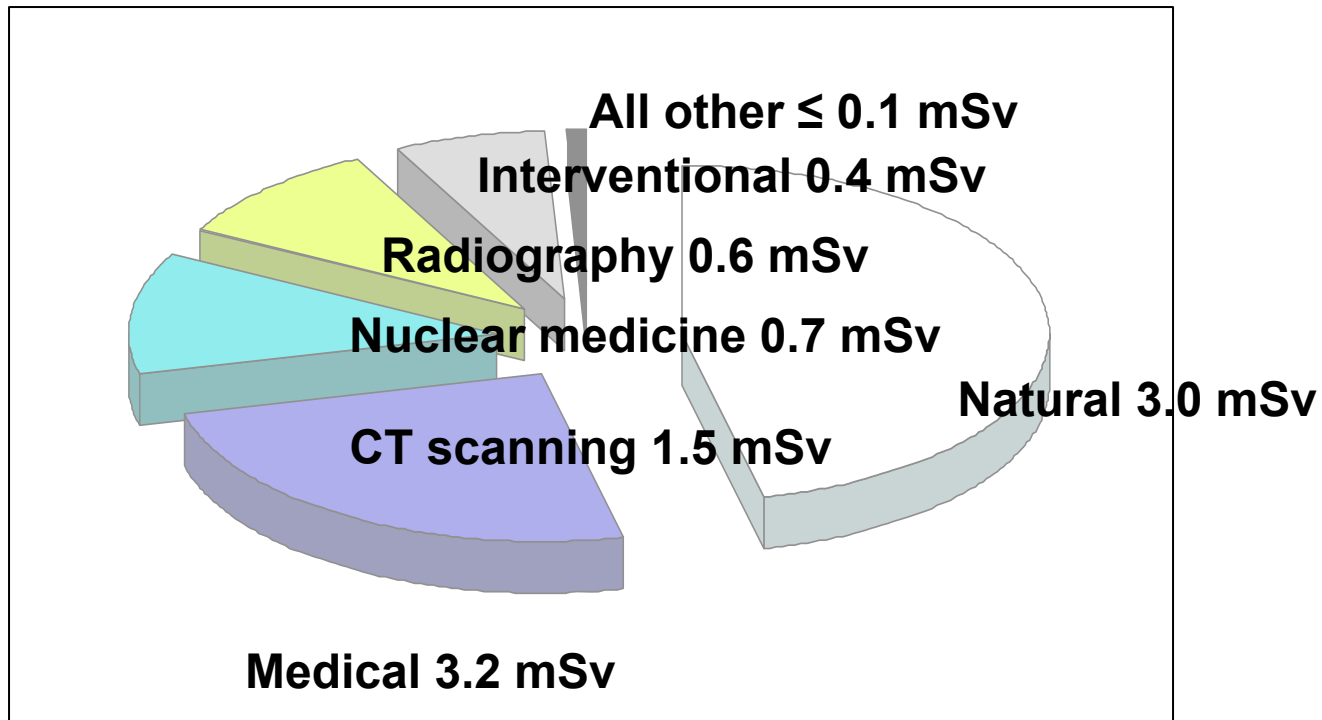 All other ≤ 0.1 mSv
Interventional 0.4 mSv
Radiography 0.6 mSv
Nuclear medicine 0.7 mSv
Natural 3.0 mSv
CT scanning 1.5 mSv
Medical 3.2 mSv